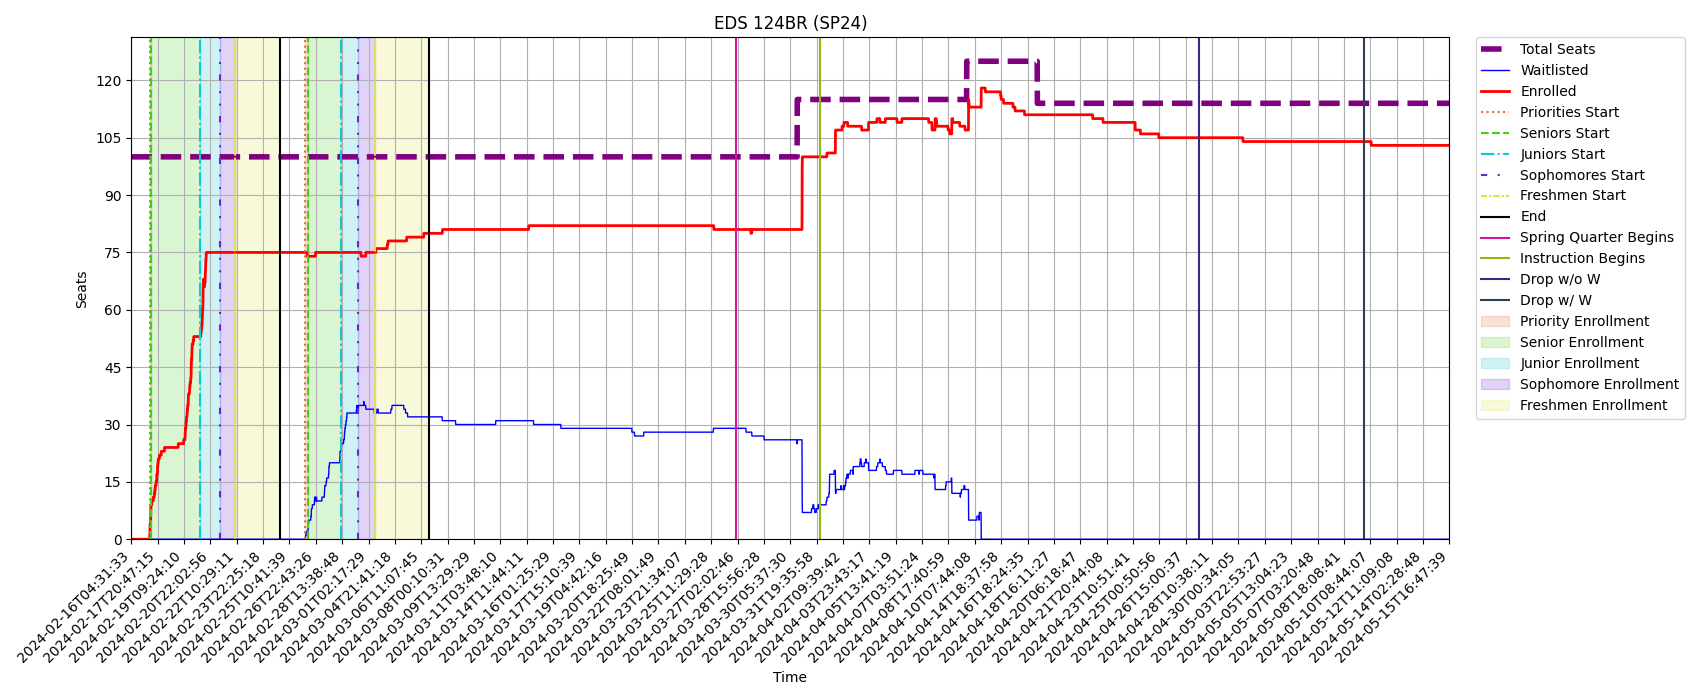 EDS 124BR (SP24)
Seats
120
105
90
75
60
45
30
15
0
2024-02-16T04:31:33
2024-02-17T20:47:15
2024-02-19T09:24:10
2024-02-20T22:02:56
2024-02-22T10:29:11
2024-02-23T22:25:18
2024-02-25T10:41:39
2024-02-26T22:43:26
2024-02-28T13:38:48
2024-03-01T02:17:29
2024-03-04T21:41:18
2024-03-06T11:07:45
2024-03-08T00:10:31
2024-03-09T13:29:29
2024-03-11T03:48:10
2024-03-14T11:44:11
2024-03-16T01:25:29
2024-03-17T15:10:39
2024-03-19T04:42:16
2024-03-20T18:25:49
2024-03-22T08:01:49
2024-03-23T21:34:07
2024-03-25T11:29:28
2024-03-27T02:02:46
2024-03-28T15:56:28
2024-03-30T05:37:30
2024-03-31T19:35:58
2024-04-02T09:39:42
2024-04-03T23:43:17
2024-04-05T13:41:19
2024-04-07T03:51:24
2024-04-08T17:40:59
2024-04-10T07:44:08
2024-04-14T18:37:58
2024-04-16T18:24:35
2024-04-18T16:11:27
2024-04-20T06:18:47
2024-04-21T20:44:08
2024-04-23T10:51:41
2024-04-25T00:50:56
2024-04-26T15:00:37
2024-04-28T10:38:11
2024-04-30T00:34:05
2024-05-03T22:53:27
2024-05-05T13:04:23
2024-05-07T03:20:48
2024-05-08T18:08:41
2024-05-10T08:44:07
2024-05-12T11:09:08
2024-05-14T02:28:48
2024-05-15T16:47:39
Time
Total Seats
Waitlisted
Enrolled
Priorities Start
Seniors Start
Juniors Start
Sophomores Start
Freshmen Start
End
Spring Quarter Begins
Instruction Begins
Drop w/o W
Drop w/ W
Priority Enrollment
Senior Enrollment
Junior Enrollment
Sophomore Enrollment
Freshmen Enrollment